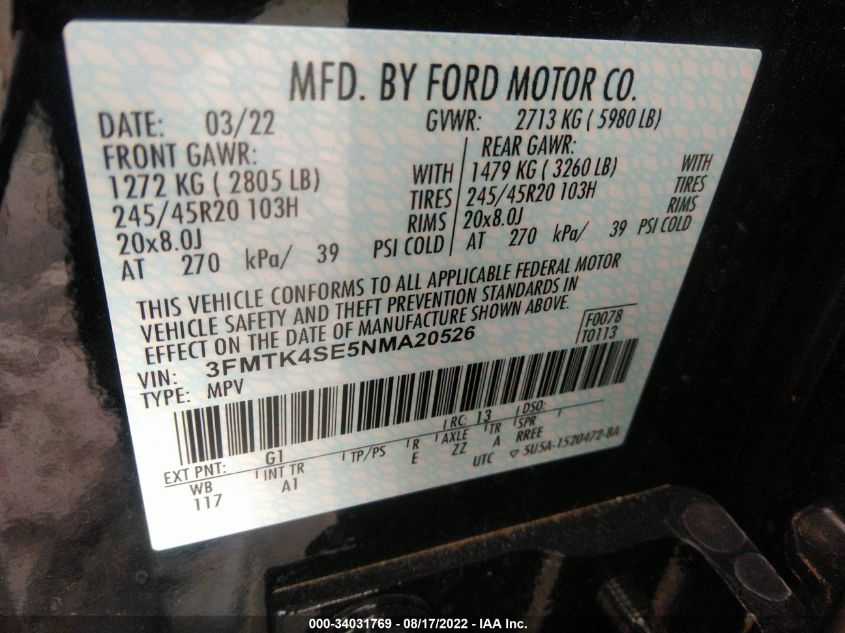 MFD. BY FORD MOTOR CO.
DATE: 03/22 GVWR: 2713 KG ( 5980 LB)
FRONT GAWR: REAR GAWR:
1272 KG ( 2805 LB) WITH 1479 KG ( 3260 LB) WITH
245/45R20 103H TIRES 245/45R20 103H TIRES
20x8.0J RIMS 20x8.0J RIMS
AT 270 kPa/ 39 PSI COLD AT 270 kPa/ 39 PSI COLD
THIS VEHICLE CONFORMS TO ALL APPLICABLE FEDERAL MOTOR
VEHICLE SAFETY AND THEFT PREVENTION STANDARDS IN
EFFECT ON THE DATE OF MANUFACTURE SHOWN ABOVE.
F0078
T0113
VIN: 3FMTK4SE5NMA20526
TYPE: MPV
RC: 13 DSO:
EXT PNT: G1
WB INT TR TP/PS R AXLE TR SPR
117 A1 E ZZ A RREE
UTC 5U5A-1520472-BA
000-34031769 - 08/17/2022 - IAA Inc.